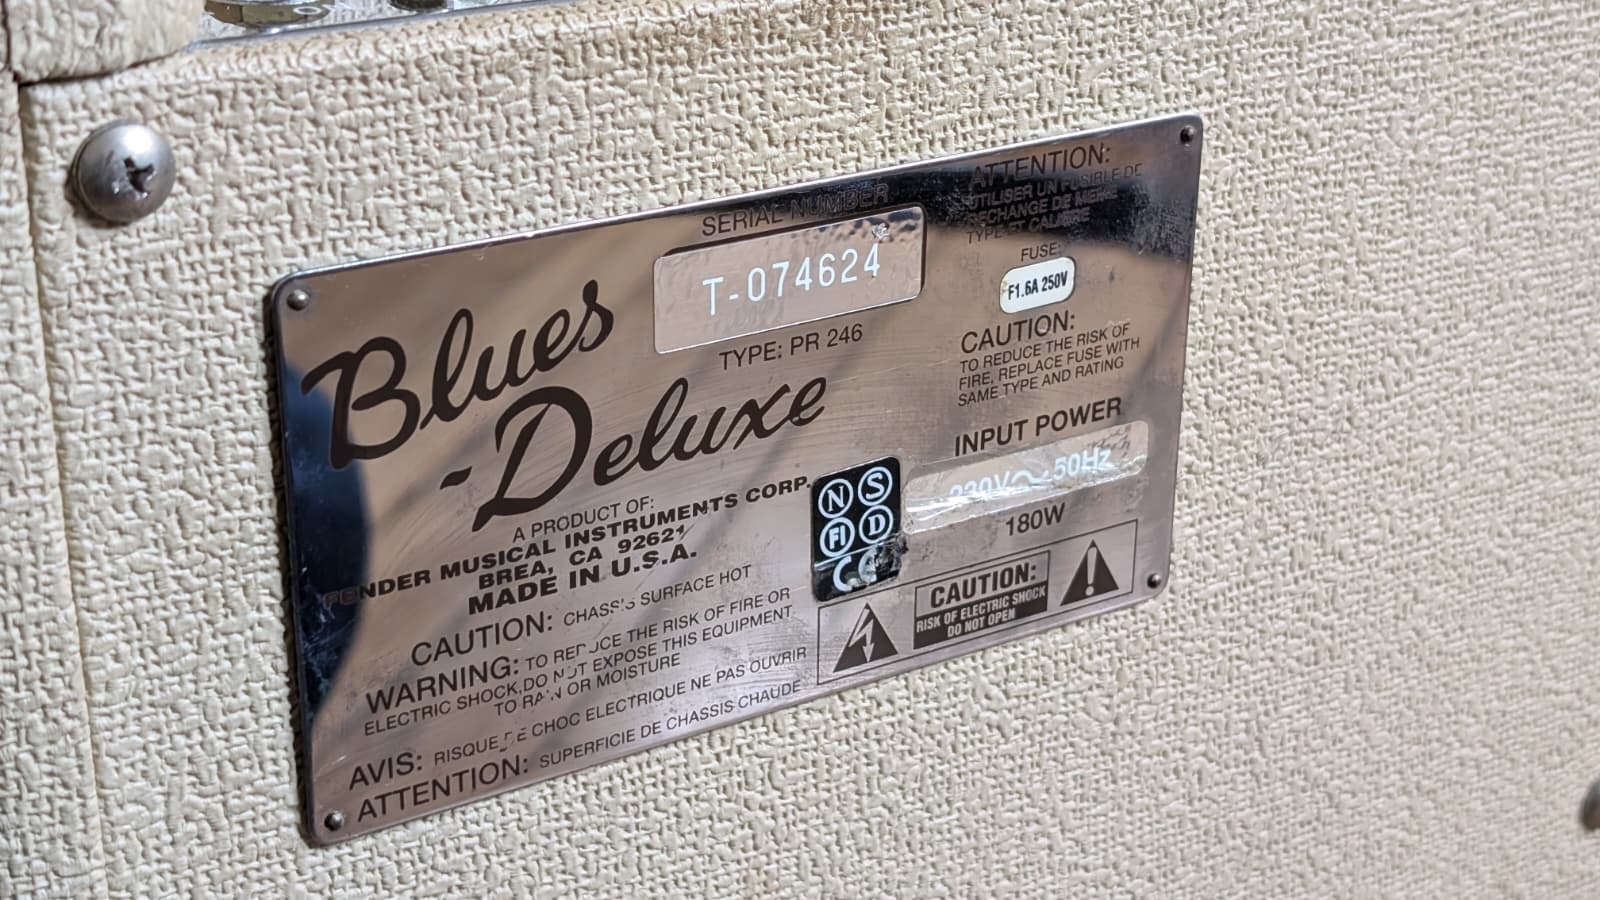 SERIAL NUMBER
T-074624
TYPE: PR 246
Blues
-Deluxe
A PRODUCT OF:
FENDER MUSICAL INSTRUMENTS CORP.
BREA, CA 92621
MADE IN U.S.A.
CAUTION: CHASSIS SURFACE HOT
WARNING: TO REDUCE THE RISK OF FIRE OR
ELECTRIC SHOCK, DO NOT EXPOSE THIS EQUIPMENT
TO RAIN OR MOISTURE
AVIS: RISQUE DE CHOC ELECTRIQUE NE PAS OUVRIR
ATTENTION: SUPERFICIE DE CHASSIS CHAUDE
ATTENTION:
UTILISER UN FUSIBLE DE
RECHANGE DE MEME
TYPE ET CALIBRE
FUSE:
F1.6A 250V
CAUTION:
TO REDUCE THE RISK OF
FIRE, REPLACE FUSE WITH
SAME TYPE AND RATING
INPUT POWER
230V~50Hz
180W
N S
FI D
CE
CAUTION:
RISK OF ELECTRIC SHOCK
DO NOT OPEN